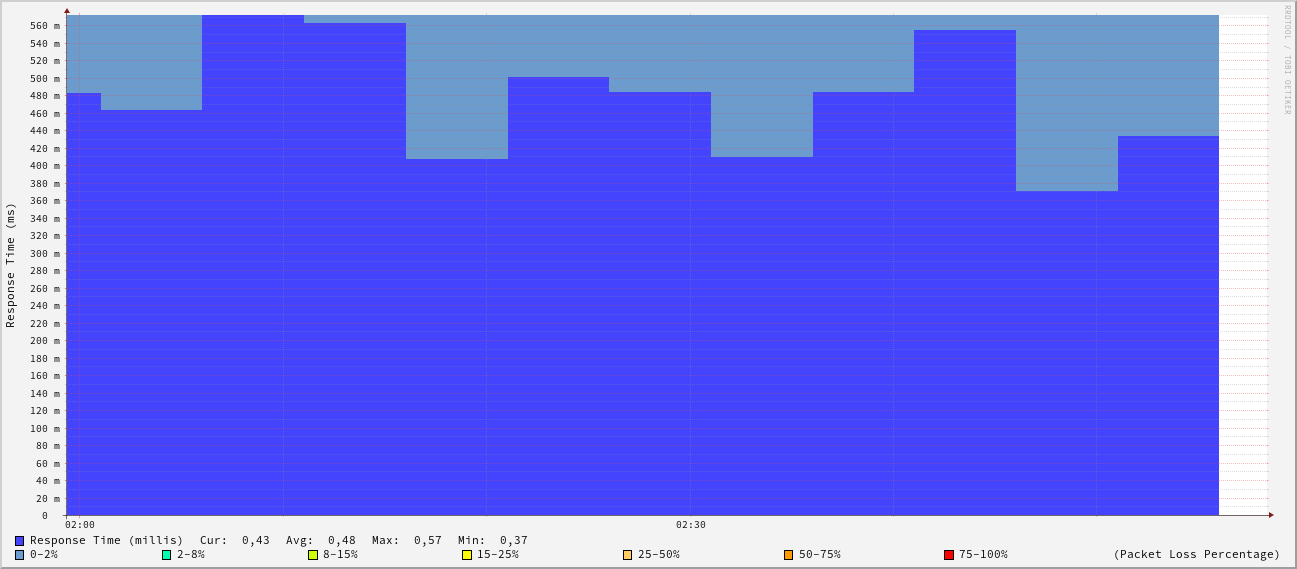 RRDTOOL / TOBI OETIKER
Response Time (ms)
560 m
540 m
520 m
500 m
480 m
460 m
440 m
420 m
400 m
380 m
360 m
340 m
320 m
300 m
280 m
260 m
240 m
220 m
200 m
180 m
160 m
140 m
120 m
100 m
80 m
60 m
40 m
20 m
0
02:00 02:30
Response Time (millis) Cur: 0,43 Avg: 0,48 Max: 0,57 Min: 0,37
0-2% 2-8% 8-15% 15-25% 25-50% 50-75% 75-100% (Packet Loss Percentage)